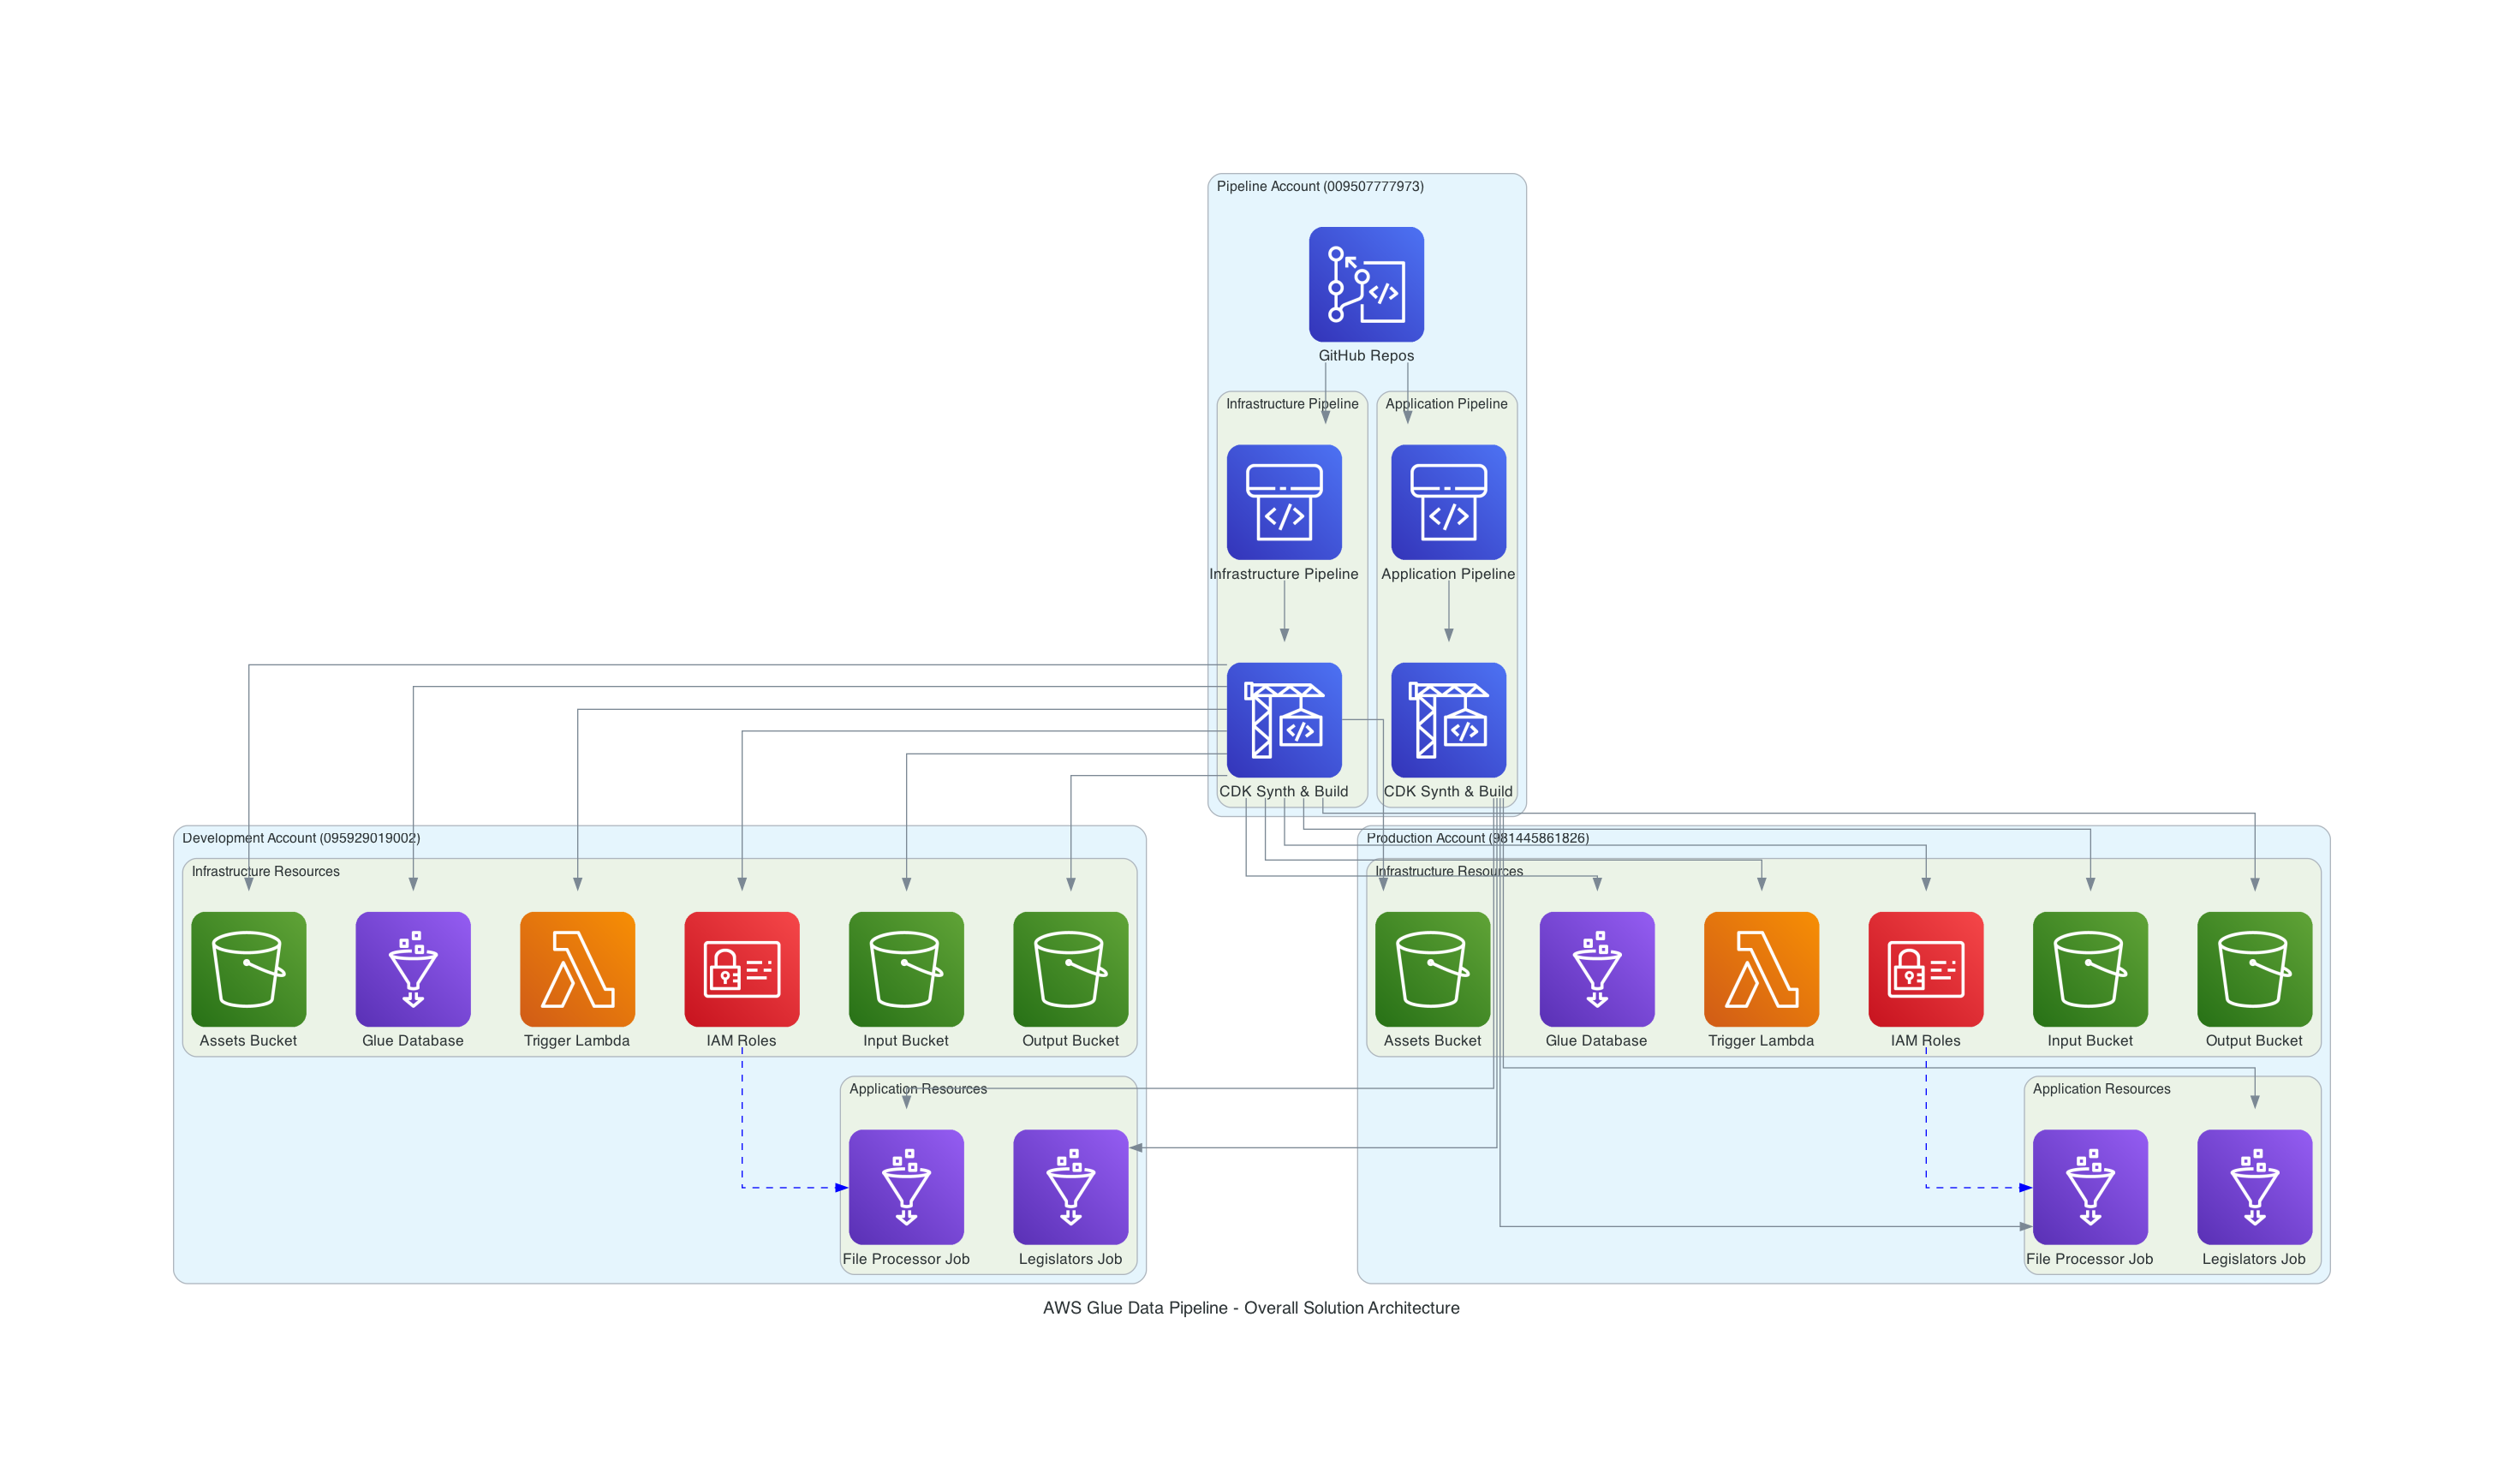 Pipeline Account (009507777973)
GitHub Repos
Infrastructure Pipeline
Application Pipeline
Infrastructure Pipeline
Application Pipeline
CDK Synth & Build
CDK Synth & Build
Development Account (095929019002)
Production Account (981445861826)
Infrastructure Resources
Infrastructure Resources
Assets Bucket
Glue Database
Trigger Lambda
IAM Roles
Input Bucket
Output Bucket
Assets Bucket
Glue Database
Trigger Lambda
IAM Roles
Input Bucket
Output Bucket
Application Resources
Application Resources
File Processor Job
Legislators Job
File Processor Job
Legislators Job
AWS Glue Data Pipeline - Overall Solution Architecture